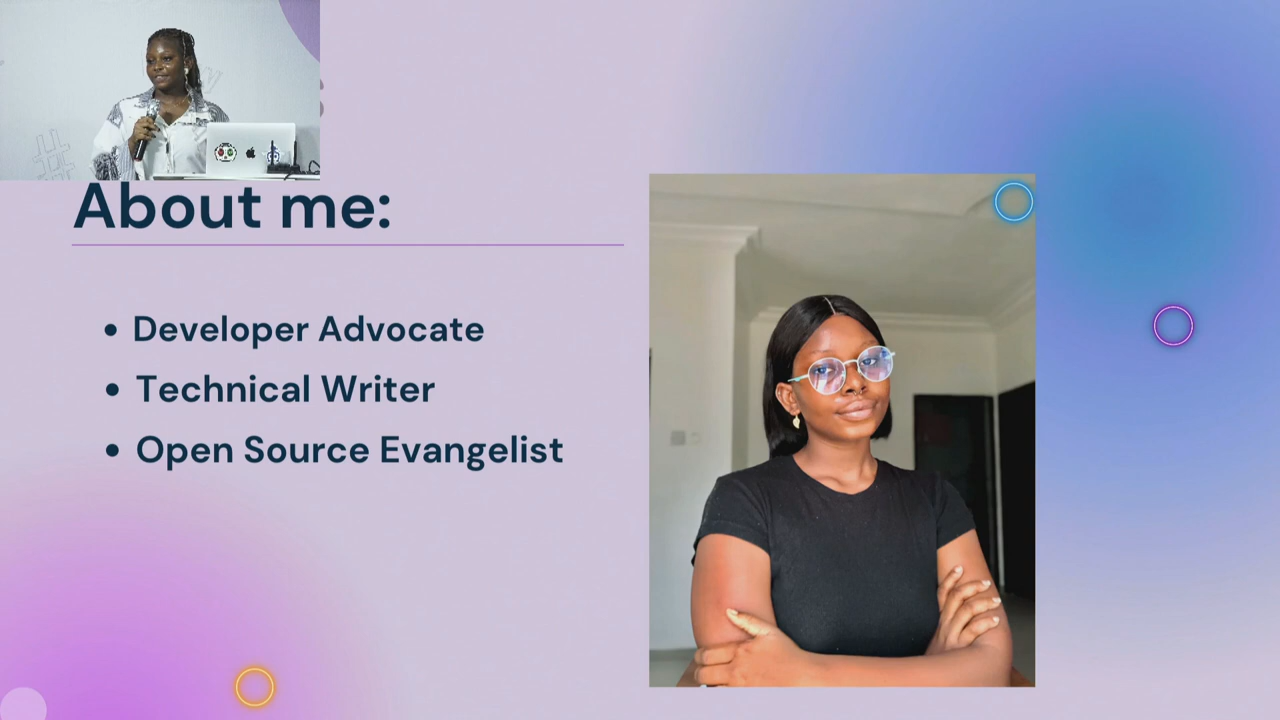 About me:
• Developer Advocate
• Technical Writer
• Open Source Evangelist